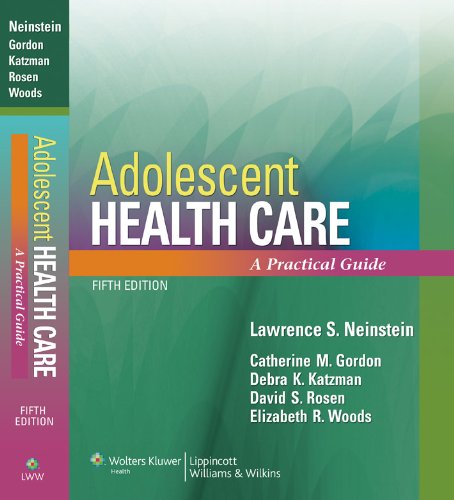 Neinstein
Gordon
Katzman
Rosen
Woods
Adolescent
HEALTH CARE
A Practical Guide
FIFTH
EDITION
LWW
Adolescent
HEALTH CARE
A Practical Guide
FIFTH EDITION
Lawrence S. Neinstein
Catherine M. Gordon
Debra K. Katzman
David S. Rosen
Elizabeth R. Woods
Wolters Kluwer
Health
Lippincott
Williams & Wilkins